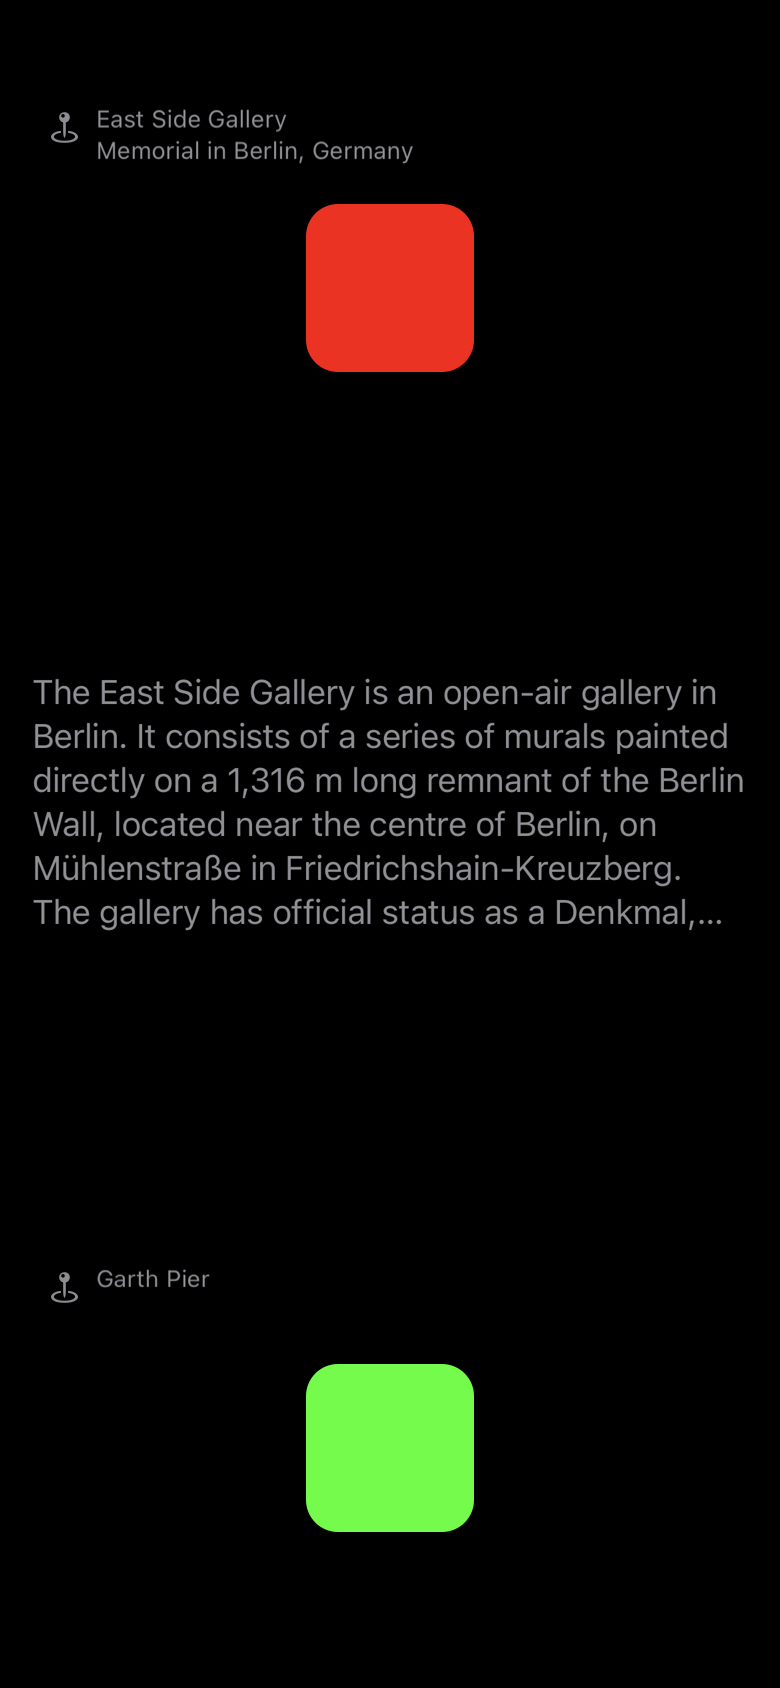 East Side Gallery
Memorial in Berlin, Germany
The East Side Gallery is an open-air gallery in
Berlin. It consists of a series of murals painted
directly on a 1,316 m long remnant of the Berlin
Wall, located near the centre of Berlin, on
Mühlenstraße in Friedrichshain-Kreuzberg.
The gallery has official status as a Denkmal,...
Garth Pier